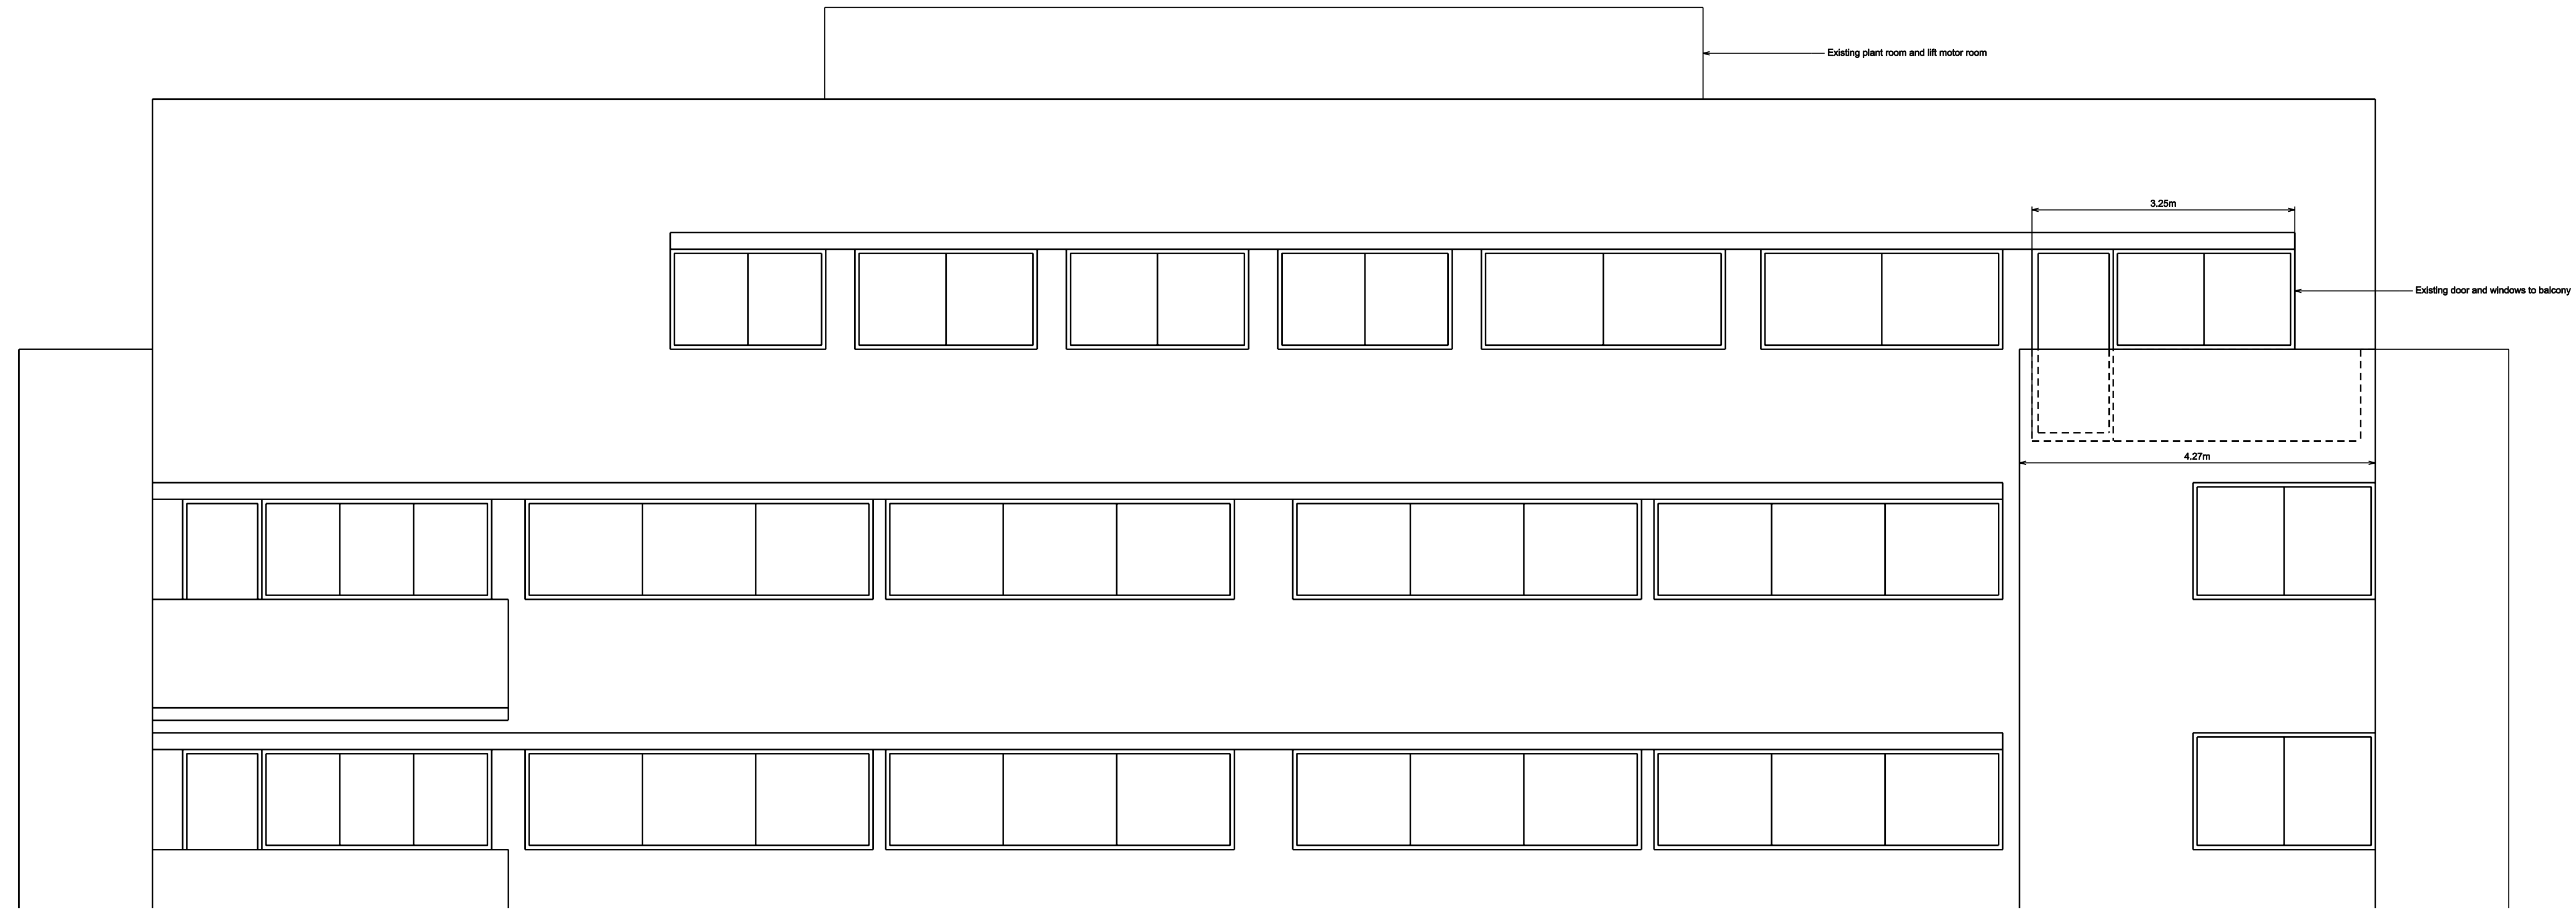 Existing plant room and lift motor room
3.25m
Existing door and windows to balcony
4.27m